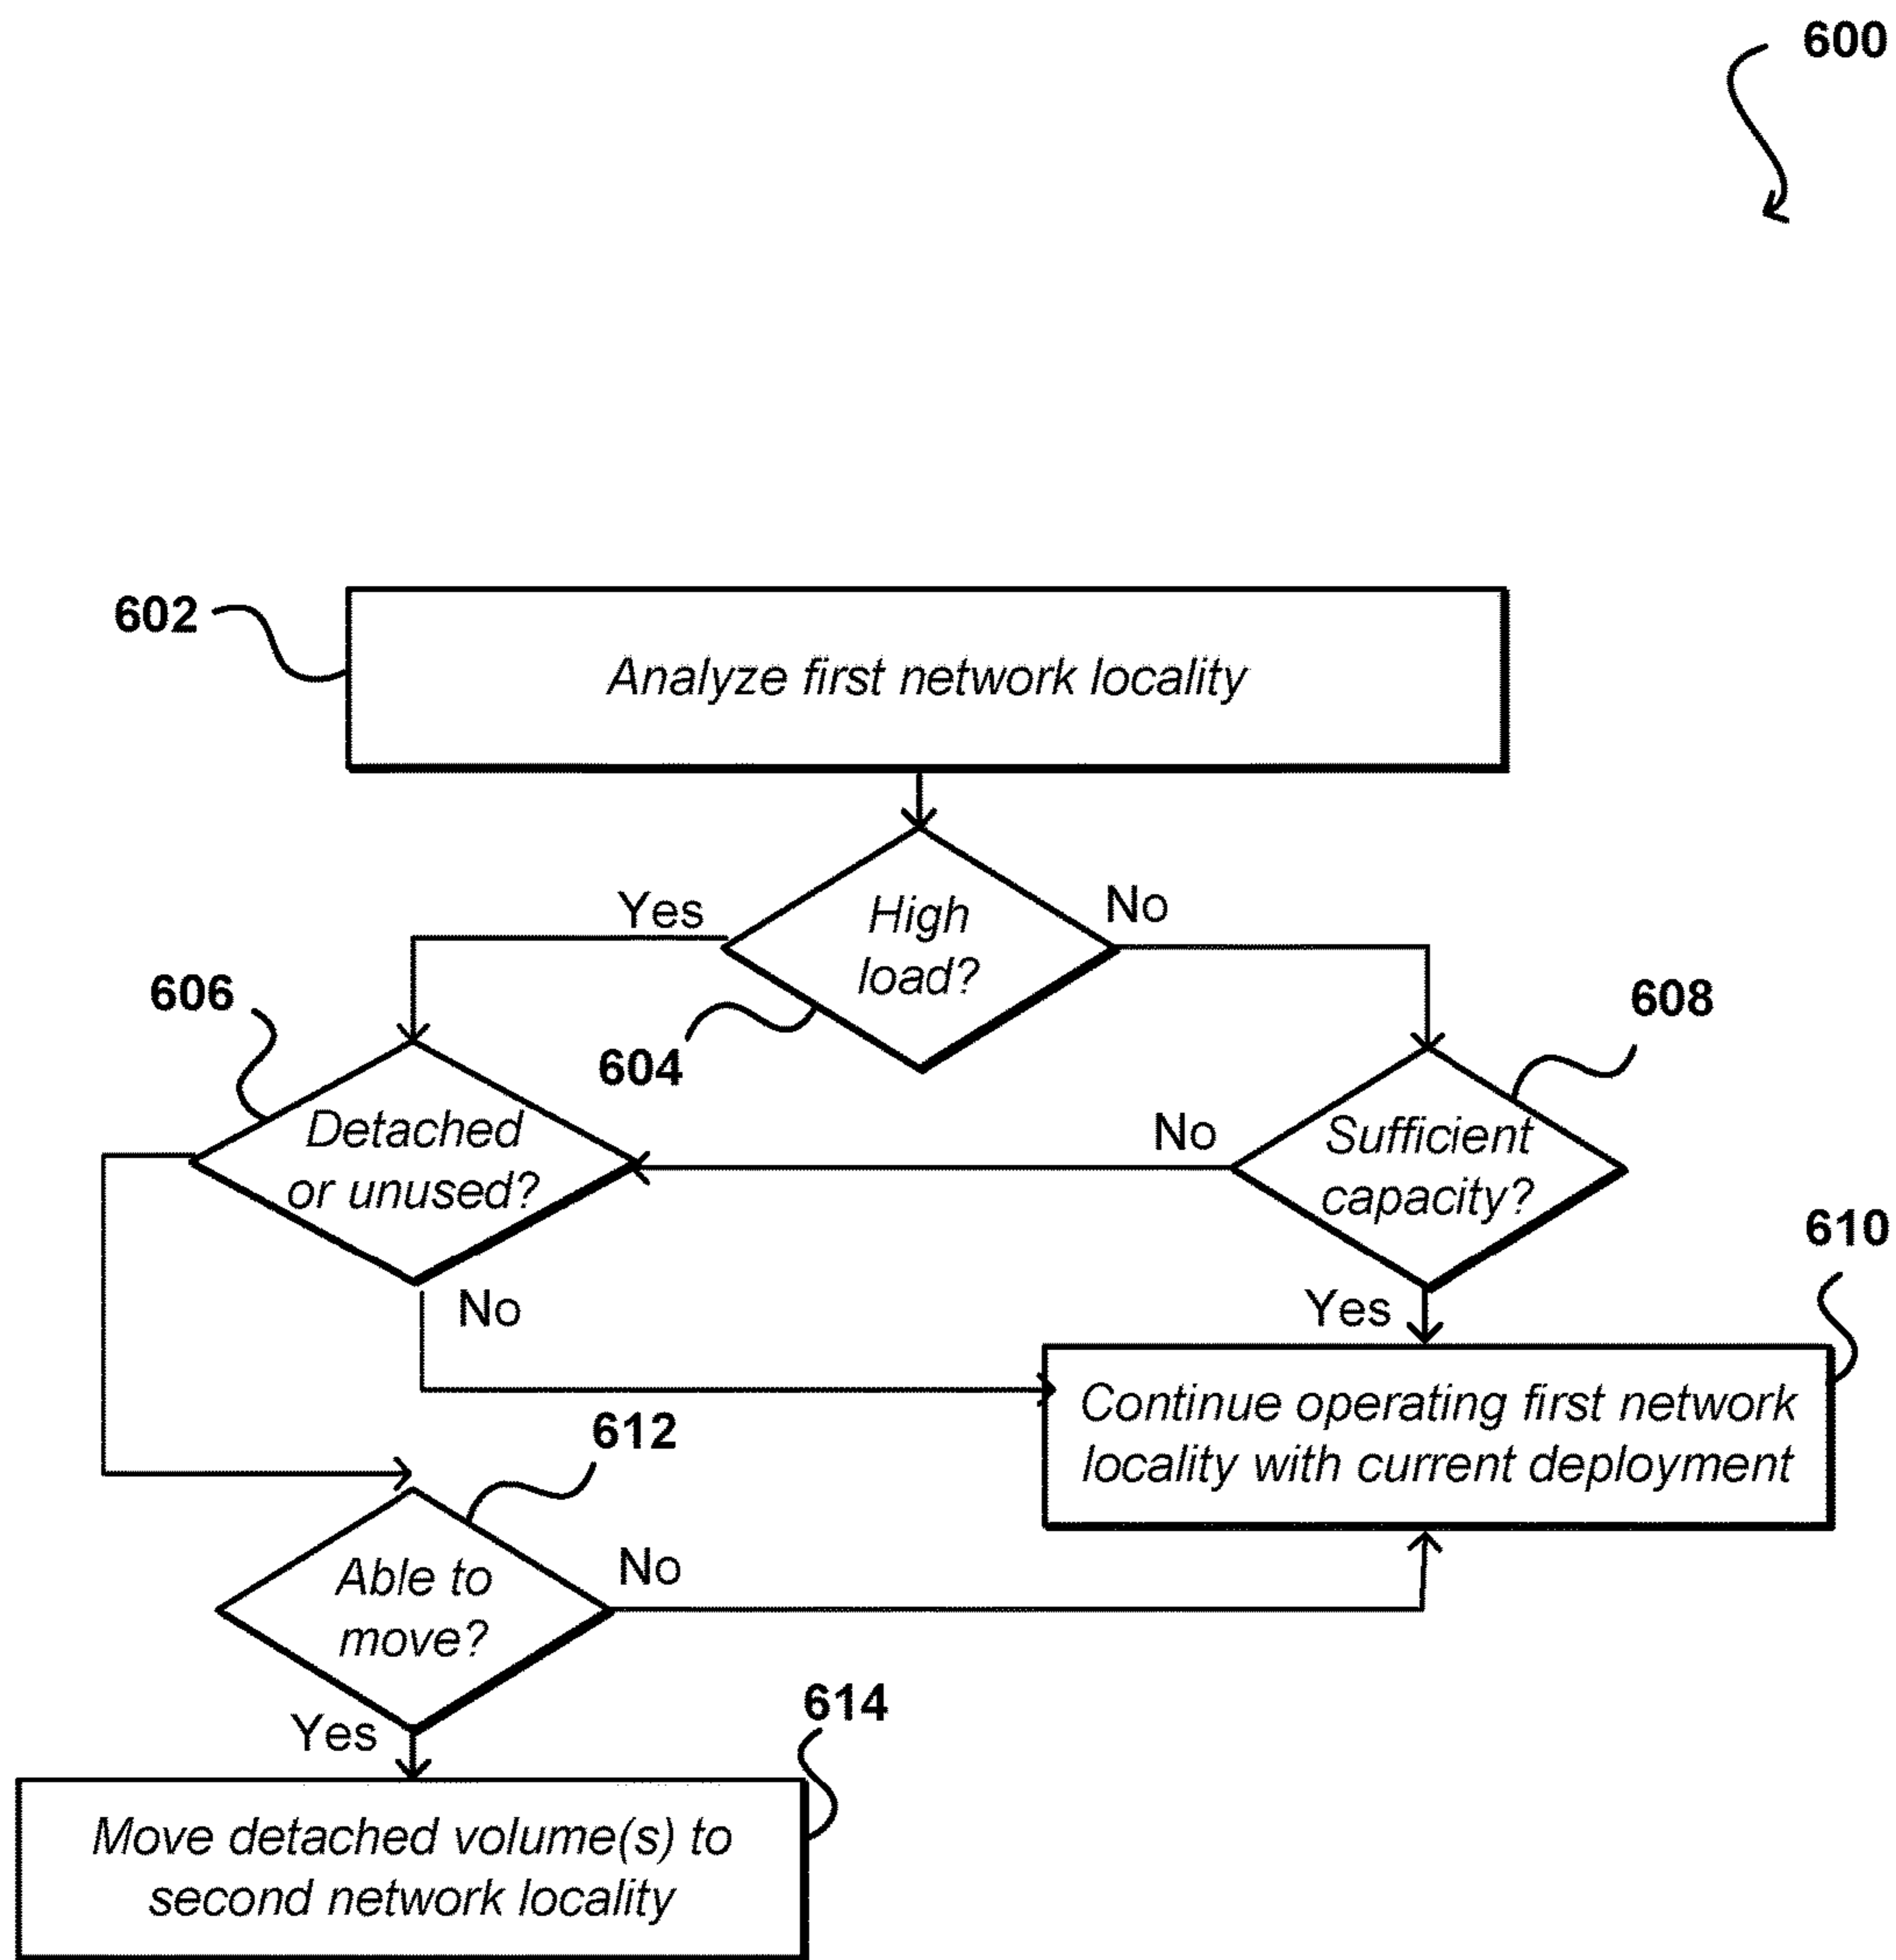 600
602
Analyze first network locality
Yes
High
load?
No
606
604
608
Detached
or unused?
No
Sufficient
capacity?
610
No
Yes
Continue operating first network
locality with current deployment
612
Able to
move?
No
Yes
614
Move detached volume(s) to
second network locality